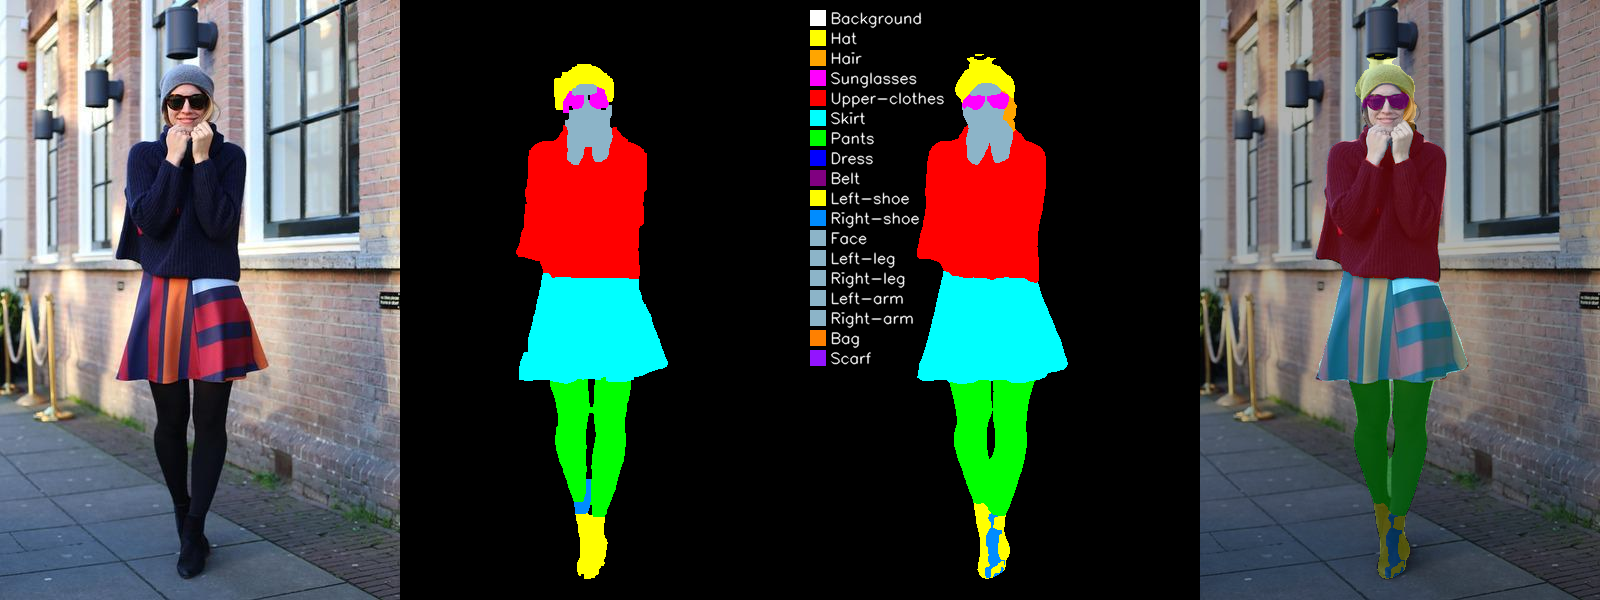 Background
Hat
Hair
Sunglasses
Upper-clothes
Skirt
Pants
Dress
Belt
Left-shoe
Right-shoe
Face
Left-leg
Right-leg
Left-arm
Right-arm
Bag
Scarf